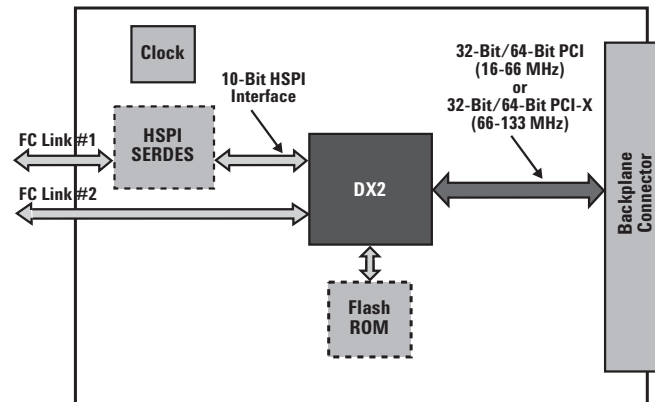 Clock
10-Bit HSPI
Interface
32-Bit/64-Bit PCI
(16-66 MHz)
or
32-Bit/64-Bit PCI-X
(66-133 MHz)
FC Link #1
HSPI
SERDES
FC Link #2
DX2
Backplane
Connector
Flash
ROM